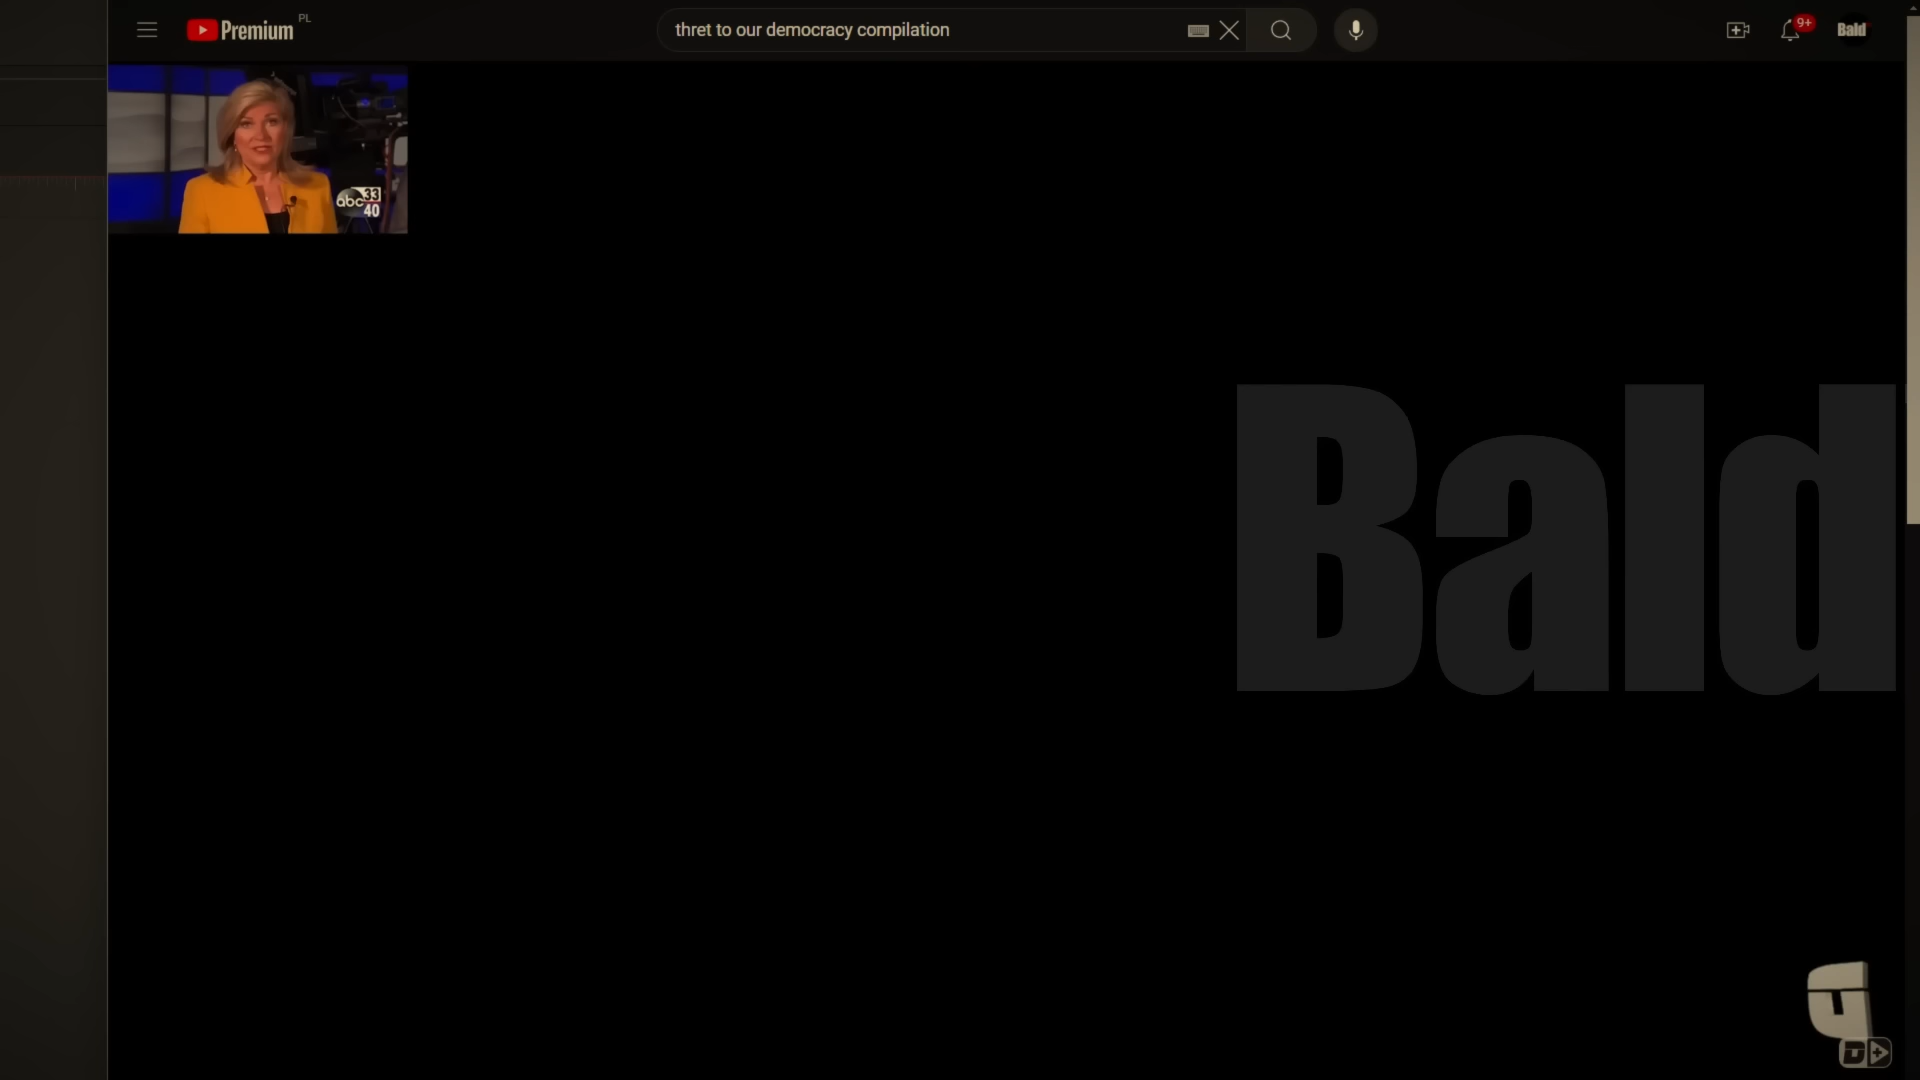 Premium PL
thret to our democracy compilation
9+
Bald
abc 33
40
Bald